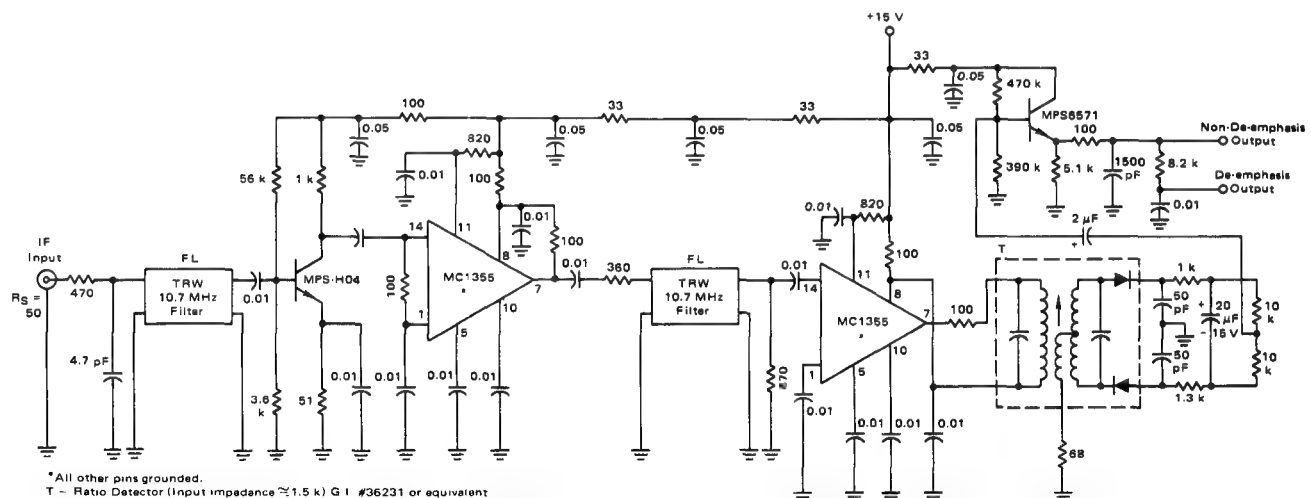 +15 V
33
0.05
470 k
MPS6571
100
Non-De-emphasis
Output
390 k
5.1 k
1500
pF
8.2 k
De-emphasis
Output
0.01
2 µF
+
100
0.05
33
33
0.05
0.05
0.05
820
0.01
100
56 k
1 k
0.01
100
14
11
8
MC1355
*
7
1
5
10
100
IF
Input
R_S =
50
470
4.7 pF
FL
TRW
10.7 MHz
Filter
0.01
MPS-H04
3.6
k
51
0.01
0.01
0.01
0.01
0.01
360
FL
TRW
10.7 MHz
Filter
0.01
0.01
820
100
14
11
8
MC1355
*
7
1
5
10
0.01
0.01
0.01
0.01
100
T
68
1 k
50
pF
50
pF
1.3 k
+
20
µF
- 15 V
10
k
10
k
*All other pins grounded.
T – Ratio Detector (Input impedance ≅ 1.5 k) G I #36231 or equivalent